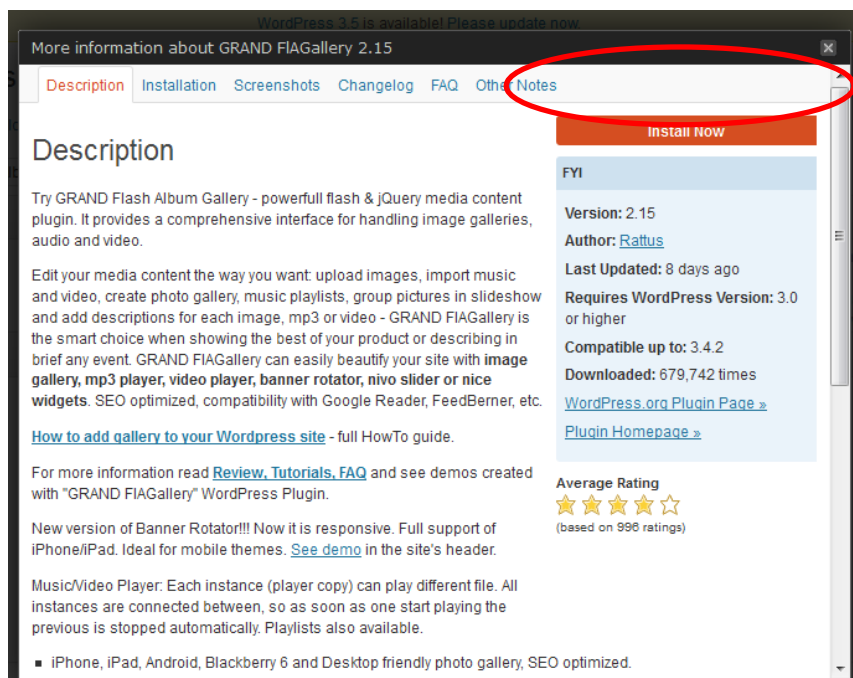 WordPress 3.5 is available! Please update now.
More information about GRAND FlAGallery 2.15
Description Installation Screenshots Changelog FAQ Other Notes
Install Now
Description
Try GRAND Flash Album Gallery - powerfull flash & jQuery media content
plugin. It provides a comprehensive interface for handling image galleries,
audio and video.
Edit your media content the way you want: upload images, import music
and video, create photo gallery, music playlists, group pictures in slideshow
and add descriptions for each image, mp3 or video - GRAND FlAGallery is
the smart choice when showing the best of your product or describing in
brief any event. GRAND FlAGallery can easily beautify your site with image
gallery, mp3 player, video player, banner rotator, nivo slider or nice
widgets. SEO optimized, compatibility with Google Reader, FeedBerner, etc.
How to add gallery to your Wordpress site - full HowTo guide.
For more information read Review, Tutorials, FAQ and see demos created
with "GRAND FlAGallery" WordPress Plugin.
New version of Banner Rotator!!! Now it is responsive. Full support of
iPhone/iPad. Ideal for mobile themes. See demo in the site's header.
Music/Video Player: Each instance (player copy) can play different file. All
instances are connected between, so as soon as one start playing the
previous is stopped automatically. Playlists also available.
▪ iPhone, iPad, Android, Blackberry 6 and Desktop friendly photo gallery, SEO optimized.
FYI
Version: 2.15
Author: Rattus
Last Updated: 8 days ago
Requires WordPress Version: 3.0
or higher
Compatible up to: 3.4.2
Downloaded: 679,742 times
WordPress.org Plugin Page »
Plugin Homepage »
Average Rating
(based on 996 ratings)